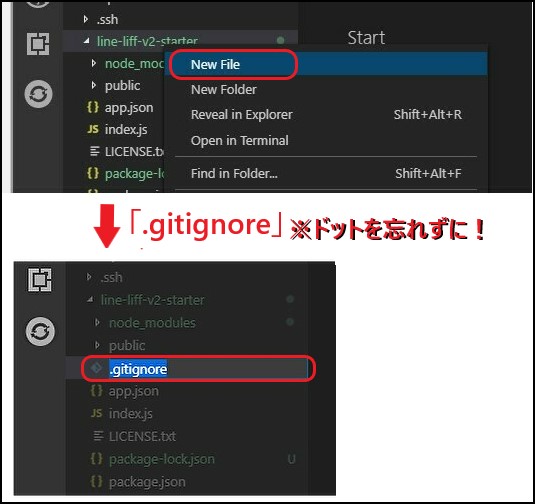 .ssh
line-liff-v2-starter
Start
node_mo
New File
public
New Folder
app.json
Reveal in Explorer Shift+Alt+R
index.js
Open in Terminal
LICENSE.tx
package-lo
Find in Folder... Shift+Alt+F
「.gitignore」※ドットを忘れずに！
.ssh
line-liff-v2-starter
node_modules
public
.gitignore
{} app.json
JS index.js
LICENSE.txt
{} package-lock.json U
{} package.json